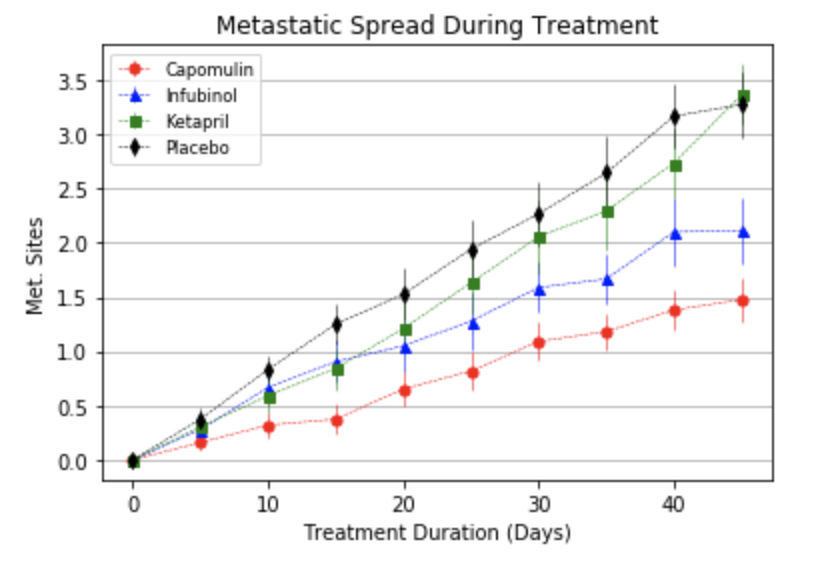 Metastatic Spread During Treatment
Capomulin
Infubinol
Ketapril
Placebo
3.5
3.0
2.5
2.0
1.5
1.0
0.5
0.0
Met. Sites
0 10 20 30 40
Treatment Duration (Days)